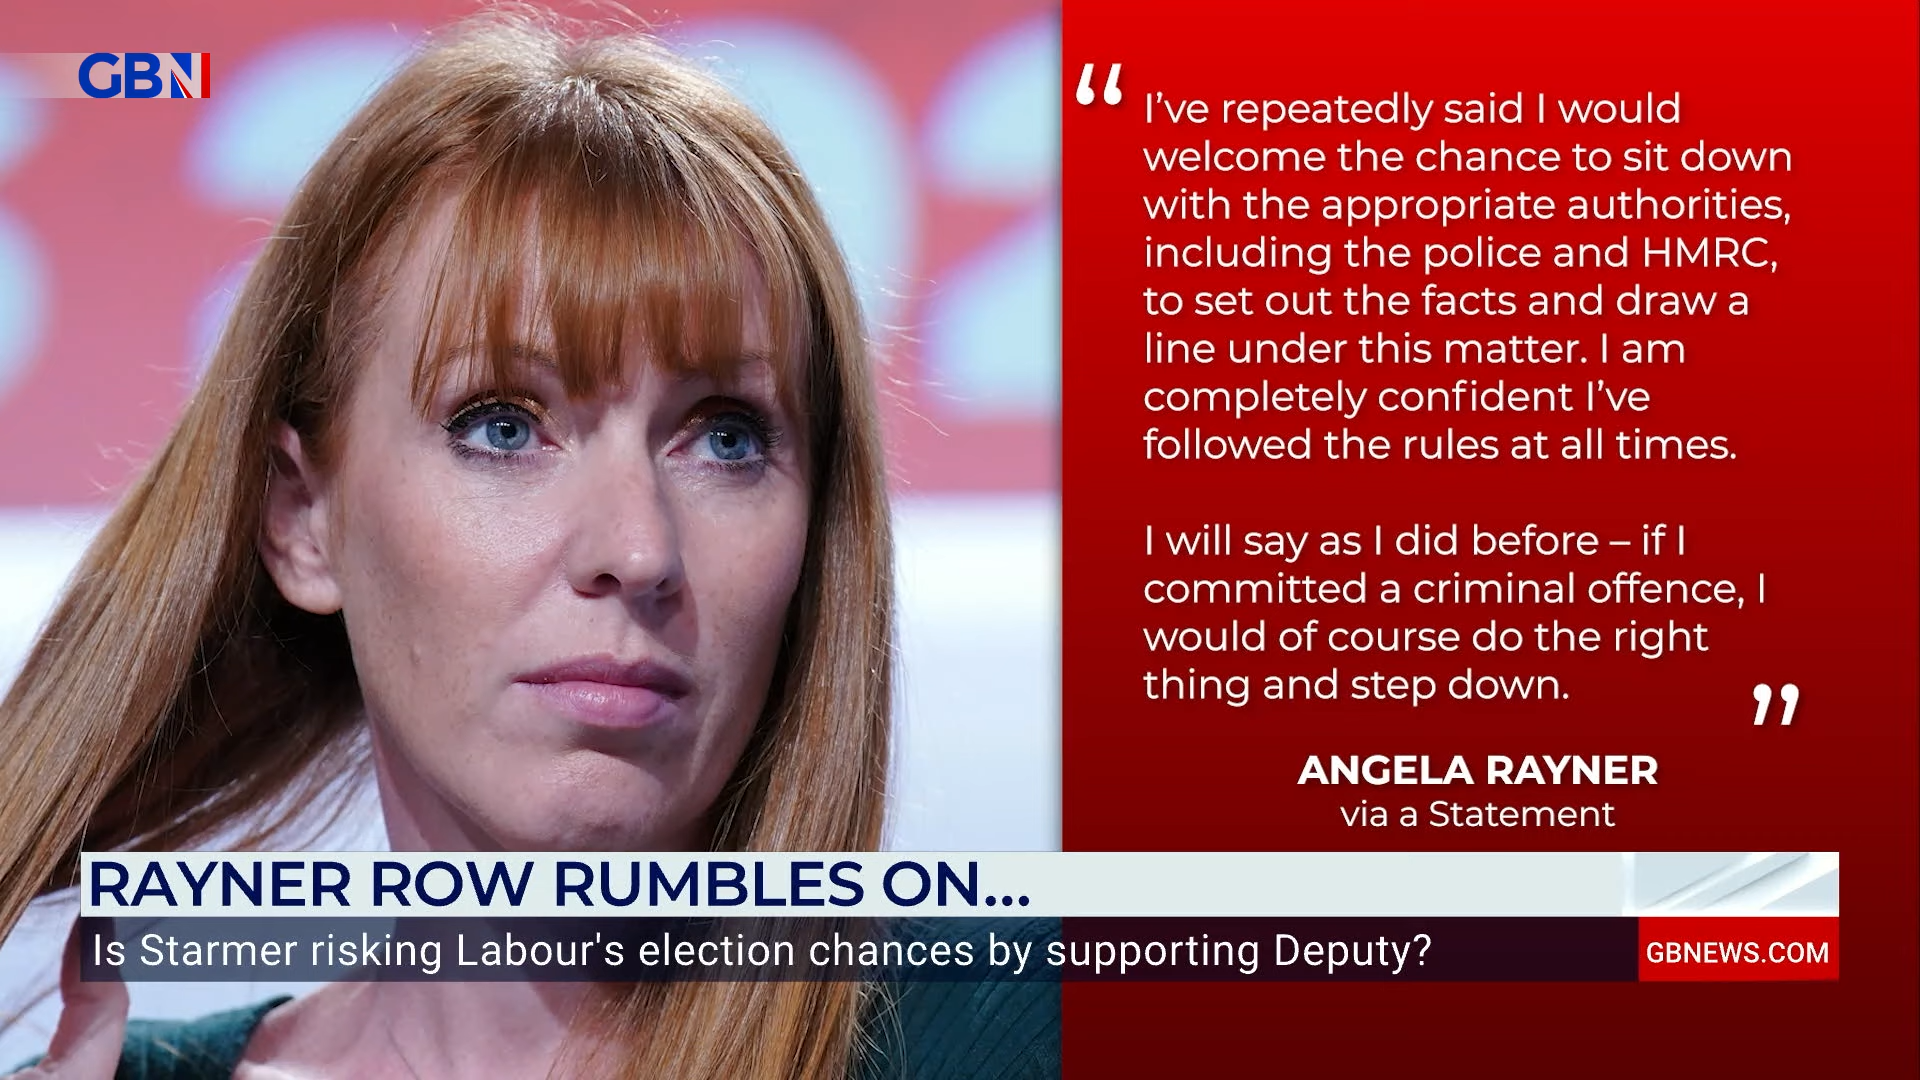 GBN
“
I’ve repeatedly said I would
welcome the chance to sit down
with the appropriate authorities,
including the police and HMRC,
to set out the facts and draw a
line under this matter. I am
completely confident I’ve
followed the rules at all times.
I will say as I did before – if I
committed a criminal offence, I
would of course do the right
thing and step down.
”
ANGELA RAYNER
via a Statement
RAYNER ROW RUMBLES ON...
Is Starmer risking Labour's election chances by supporting Deputy?
GBNEWS.COM